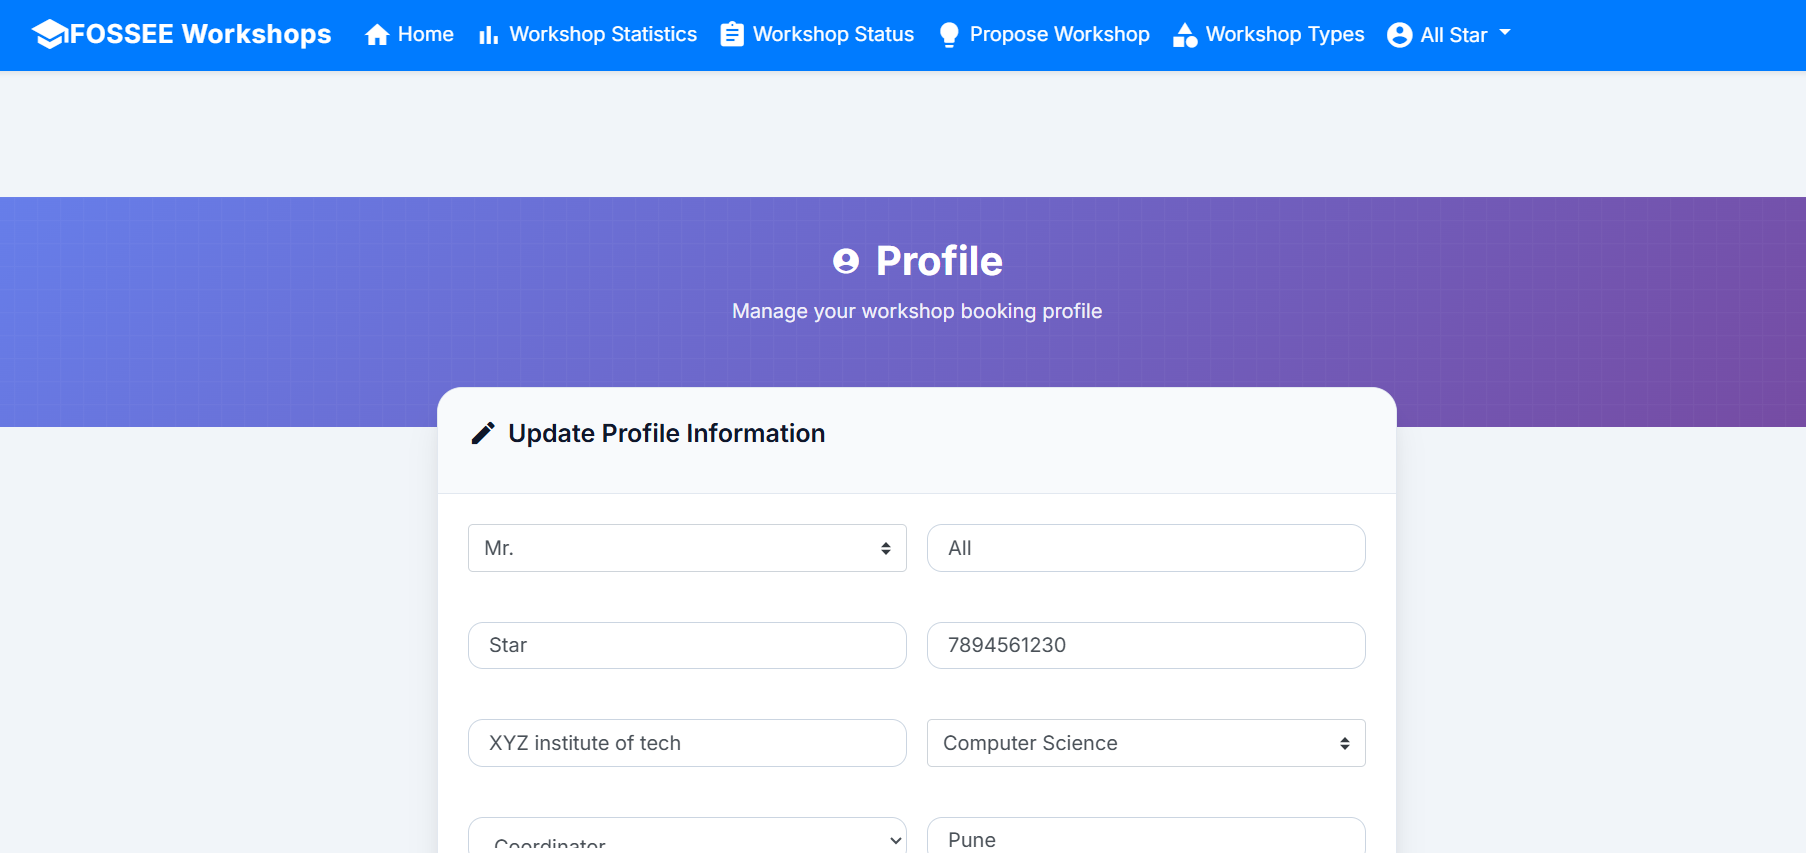 FOSSEE Workshops Home Workshop Statistics Workshop Status Propose Workshop Workshop Types All Star
Profile
Manage your workshop booking profile
Update Profile Information
Mr. All
Star 7894561230
XYZ institute of tech Computer Science
Coordinator Pune